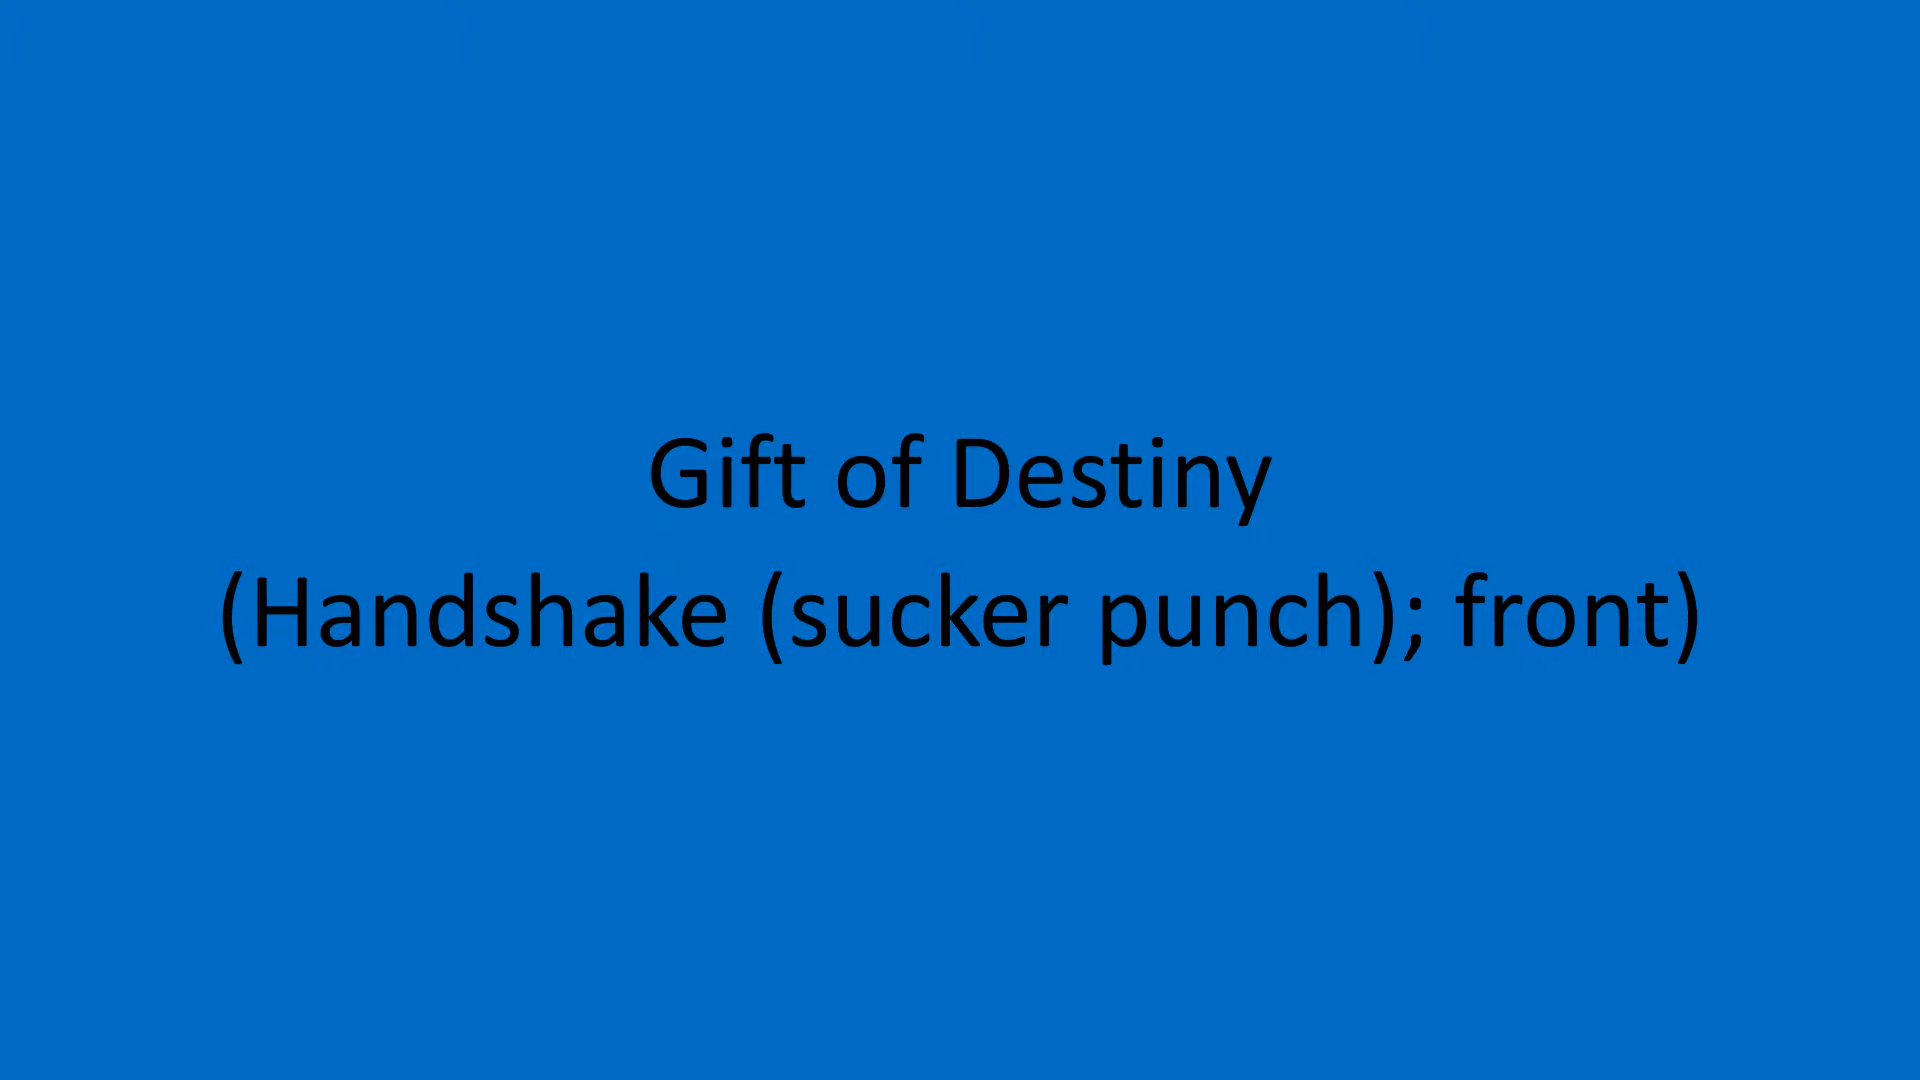 Gift of Destiny
(Handshake (sucker punch); front)